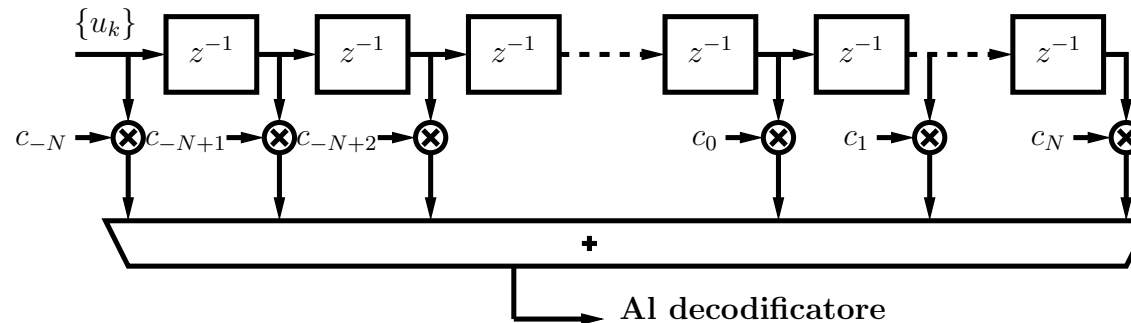 {u_k}
z^{-1} z^{-1} z^{-1} z^{-1} z^{-1} z^{-1}
c_{-N} c_{-N+1} c_{-N+2} c_0 c_1 c_N
+
Al decodificatore